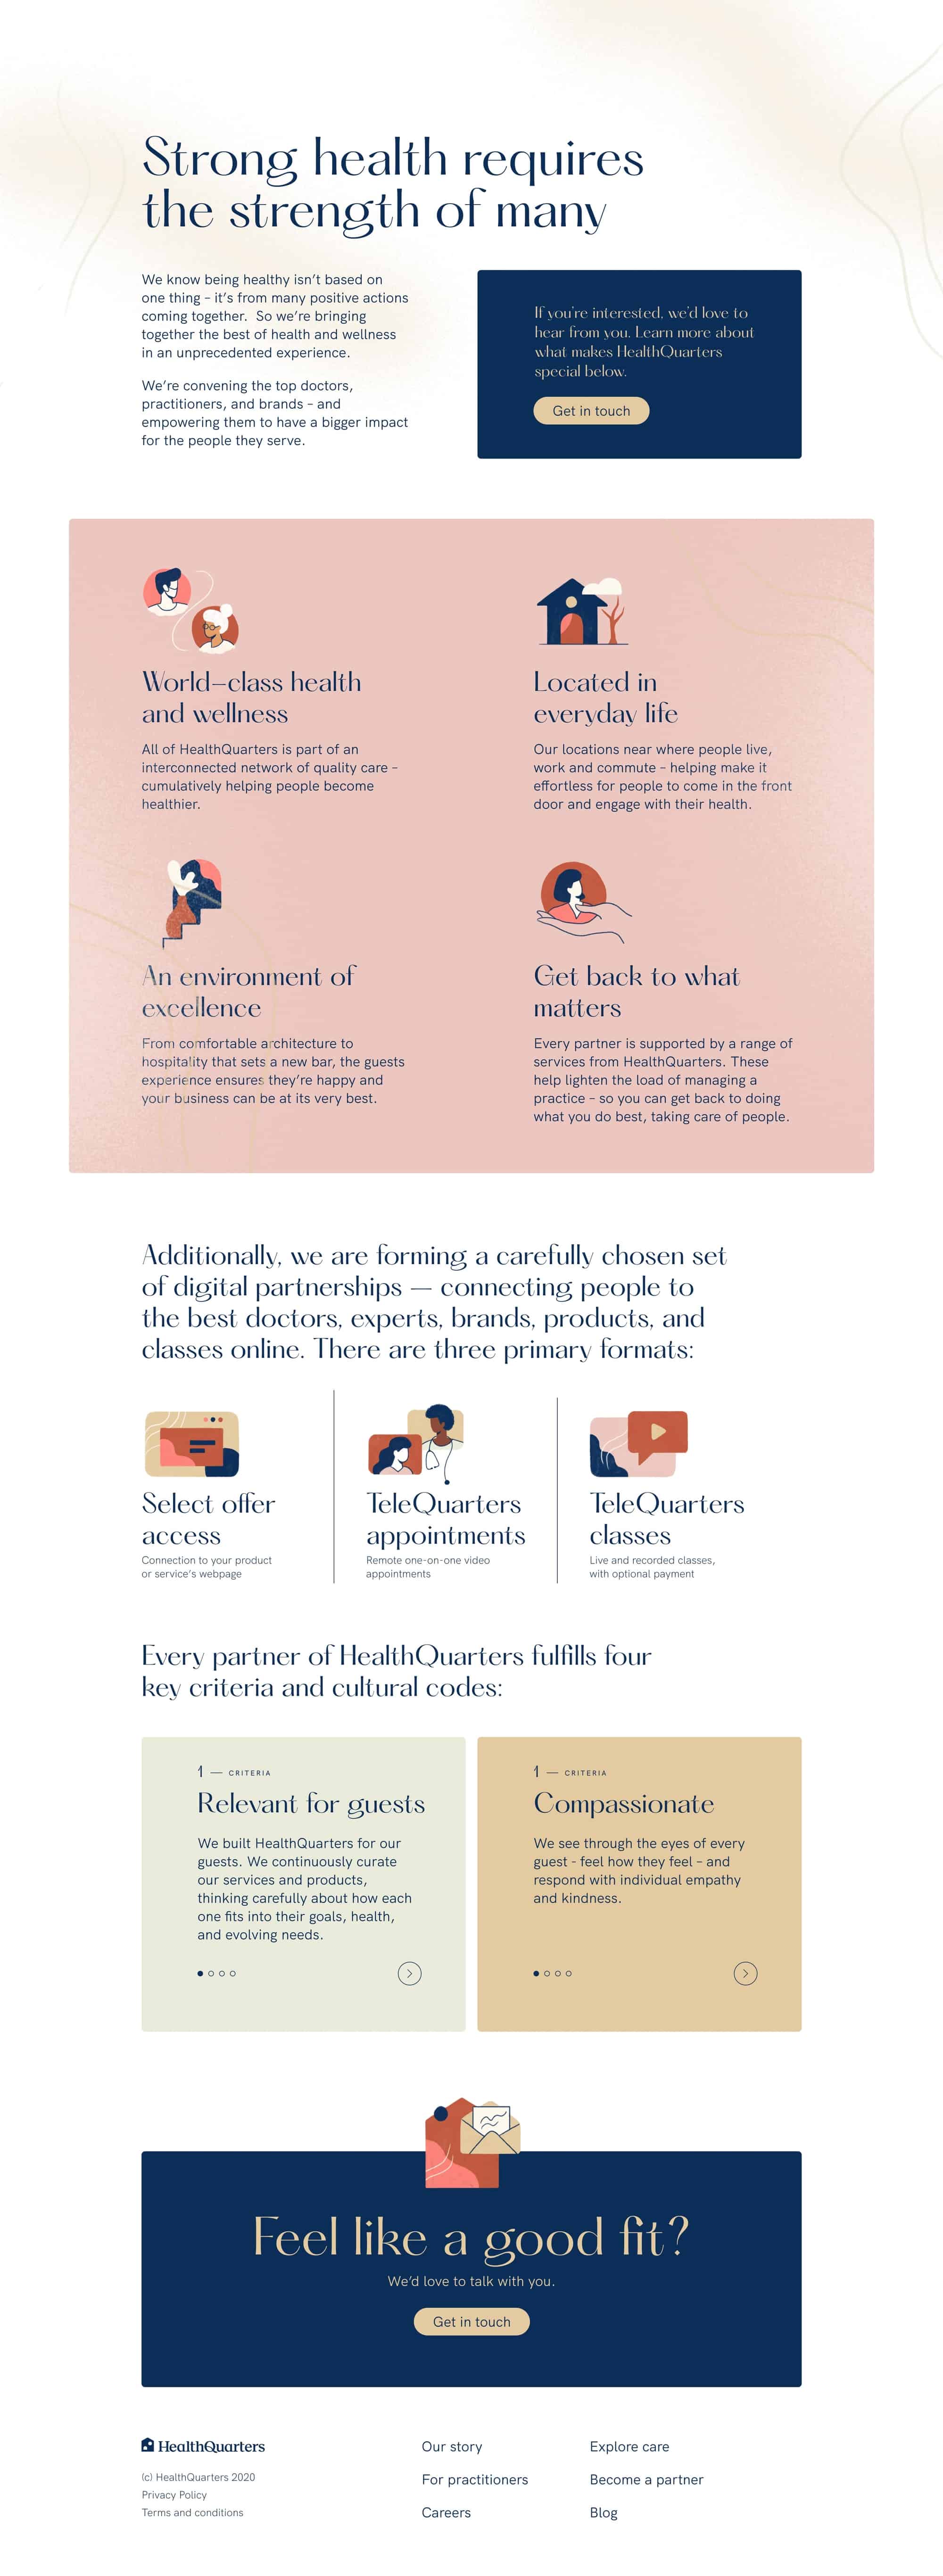 Strong health requires
the strength of many
We know being healthy isn’t based on
one thing – it’s from many positive actions
coming together. So we’re bringing
together the best of health and wellness
in an unprecedented experience.
We’re convening the top doctors,
practitioners, and brands – and
empowering them to have a bigger impact
for the people they serve.
If you’re interested, we’d love to
hear from you. Learn more about
what makes HealthQuarters
special below.
Get in touch
World–class health
and wellness
All of HealthQuarters is part of an
interconnected network of quality care –
cumulatively helping people become
healthier.
Located in
everyday life
Our locations near where people live,
work and commute – helping make it
effortless for people to come in the front
door and engage with their health.
An environment of
excellence
From comfortable architecture to
hospitality that sets a new bar, the guests
experience ensures they’re happy and
your business can be at its very best.
Get back to what
matters
Every partner is supported by a range of
services from HealthQuarters. These
help lighten the load of managing a
practice – so you can get back to doing
what you do best, taking care of people.
Additionally, we are forming a carefully chosen set
of digital partnerships — connecting people to
the best doctors, experts, brands, products, and
classes online. There are three primary formats:
Select offer
access
Connection to your product
or service’s webpage
TeleQuarters
appointments
Remote one-on-one video
appointments
TeleQuarters
classes
Live and recorded classes,
with optional payment
Every partner of HealthQuarters fulfills four
key criteria and cultural codes:
1 — CRITERIA
Relevant for guests
We built HealthQuarters for our
guests. We continuously curate
our services and products,
thinking carefully about how each
one fits into their goals, health,
and evolving needs.
1 — CRITERIA
Compassionate
We see through the eyes of every
guest - feel how they feel – and
respond with individual empathy
and kindness.
Feel like a good fit?
We’d love to talk with you.
Get in touch
HealthQuarters
(c) HealthQuarters 2020
Privacy Policy
Terms and conditions
Our story
For practitioners
Careers
Explore care
Become a partner
Blog